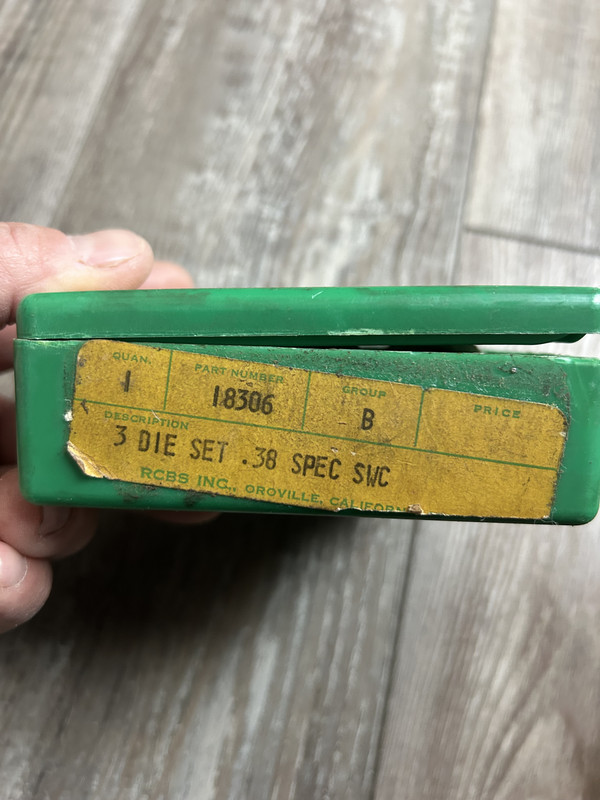 QUAN. PART NUMBER GROUP PRICE
1 18306 B
DESCRIPTION
3 DIE SET .38 SPEC SWC
RCBS INC., OROVILLE, CALIFOR